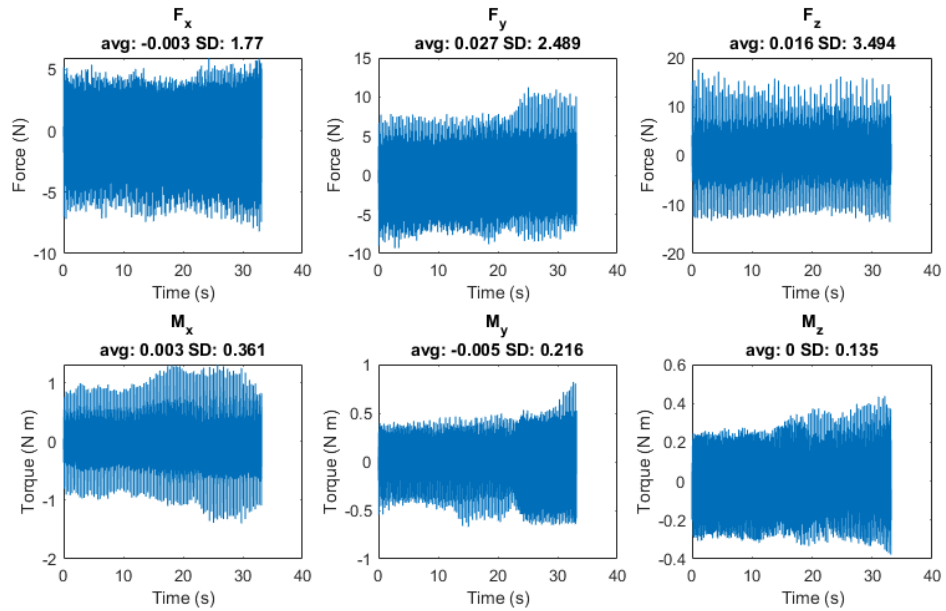 F_x
avg: -0.003 SD: 1.77
5
0
-5
-10
Force (N)
0 10 20 30 40
Time (s)
F_y
avg: 0.027 SD: 2.489
15
10
5
0
-5
-10
Force (N)
0 10 20 30 40
Time (s)
F_z
avg: 0.016 SD: 3.494
20
10
0
-10
-20
Force (N)
0 10 20 30 40
Time (s)
M_x
avg: 0.003 SD: 0.361
1
0
-1
-2
Torque (N m)
0 10 20 30 40
Time (s)
M_y
avg: -0.005 SD: 0.216
1
0.5
0
-0.5
-1
Torque (N m)
0 10 20 30 40
Time (s)
M_z
avg: 0 SD: 0.135
0.6
0.4
0.2
0
-0.2
-0.4
Torque (N m)
0 10 20 30 40
Time (s)